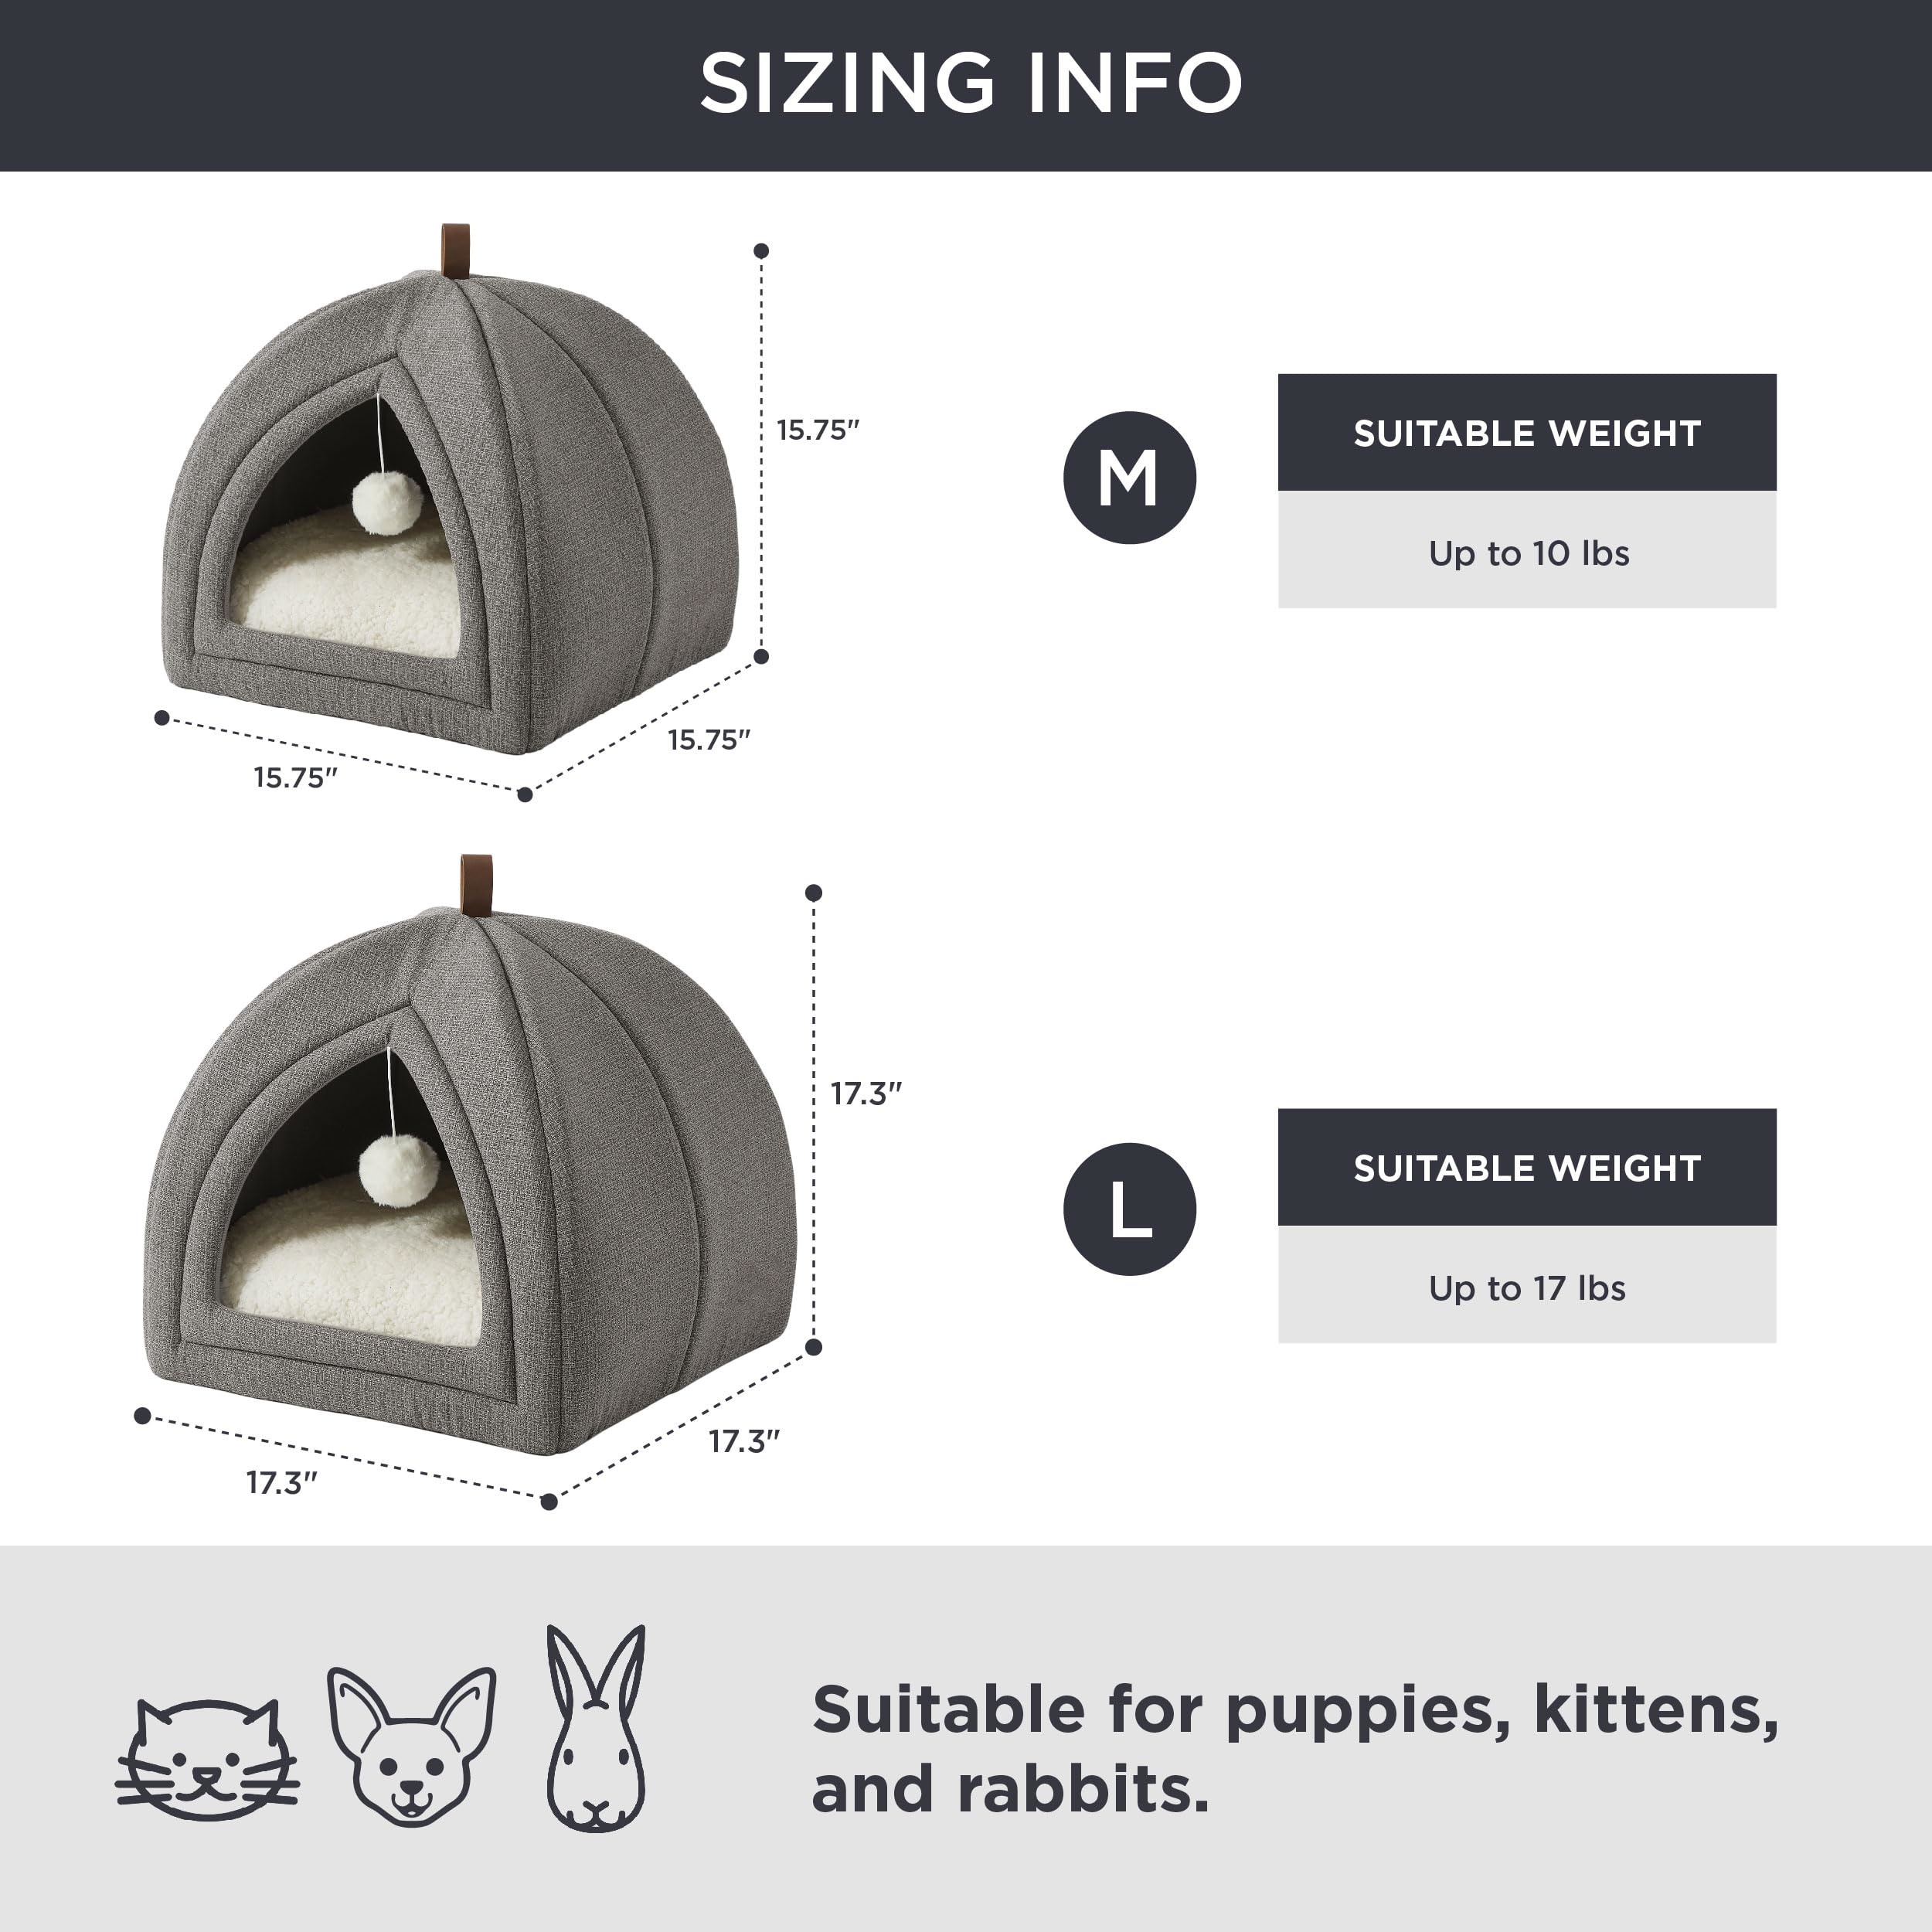 SIZING INFO
15.75"
15.75"
15.75"
M
SUITABLE WEIGHT
Up to 10 lbs
17.3"
17.3"
17.3"
L
SUITABLE WEIGHT
Up to 17 lbs
Suitable for puppies, kittens,
and rabbits.